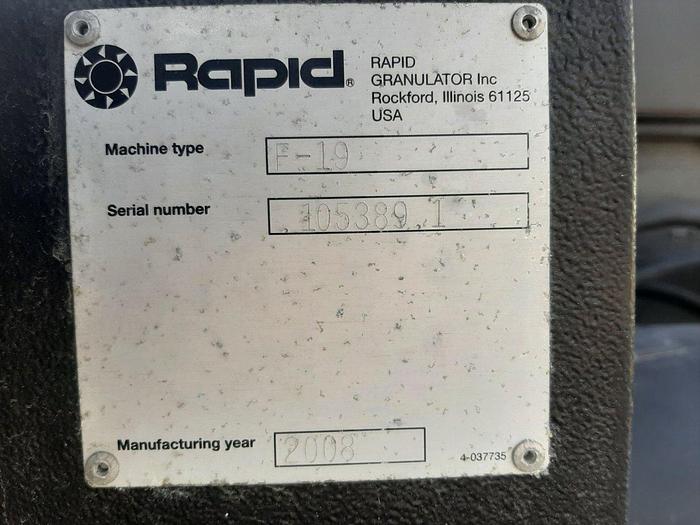 Rapid®
RAPID
GRANULATOR Inc
Rockford, Illinois 61125
USA
Machine type F-19
Serial number 105389.1
Manufacturing year 2008
4-037735